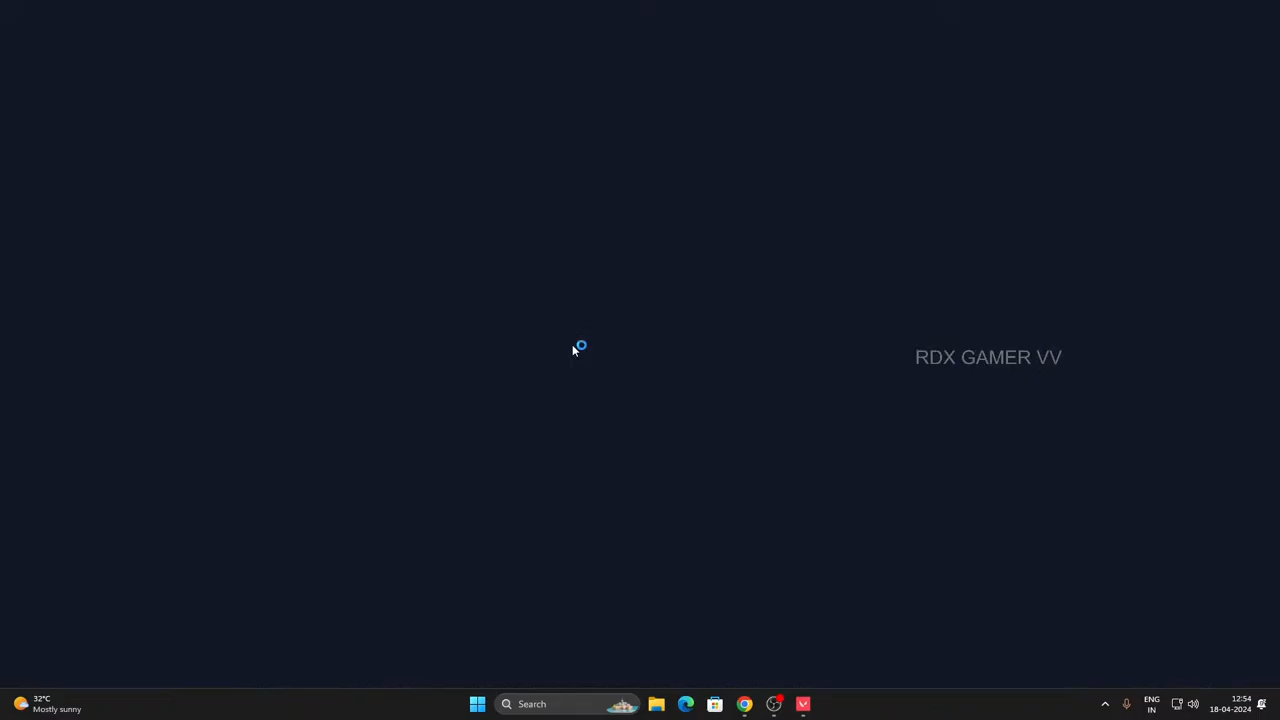 RDX GAMER VV
32°C
Mostly sunny
Search
ENG
IN
12:54
18-04-2024